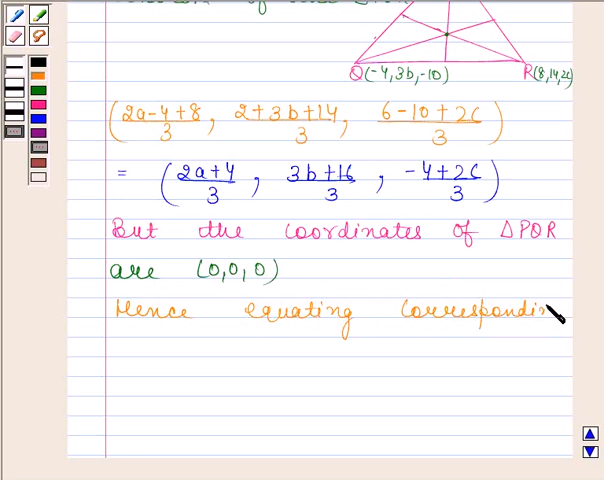 Q(-4,3b,-10) R(8,14,2c)
(2a-4+8/3, 2+3b+14/3, 6-10+2c/3)
= (2a+4/3, 3b+16/3, -4+2c/3)
But the coordinates of ΔPQR
are (0,0,0)
Hence equating correspondin